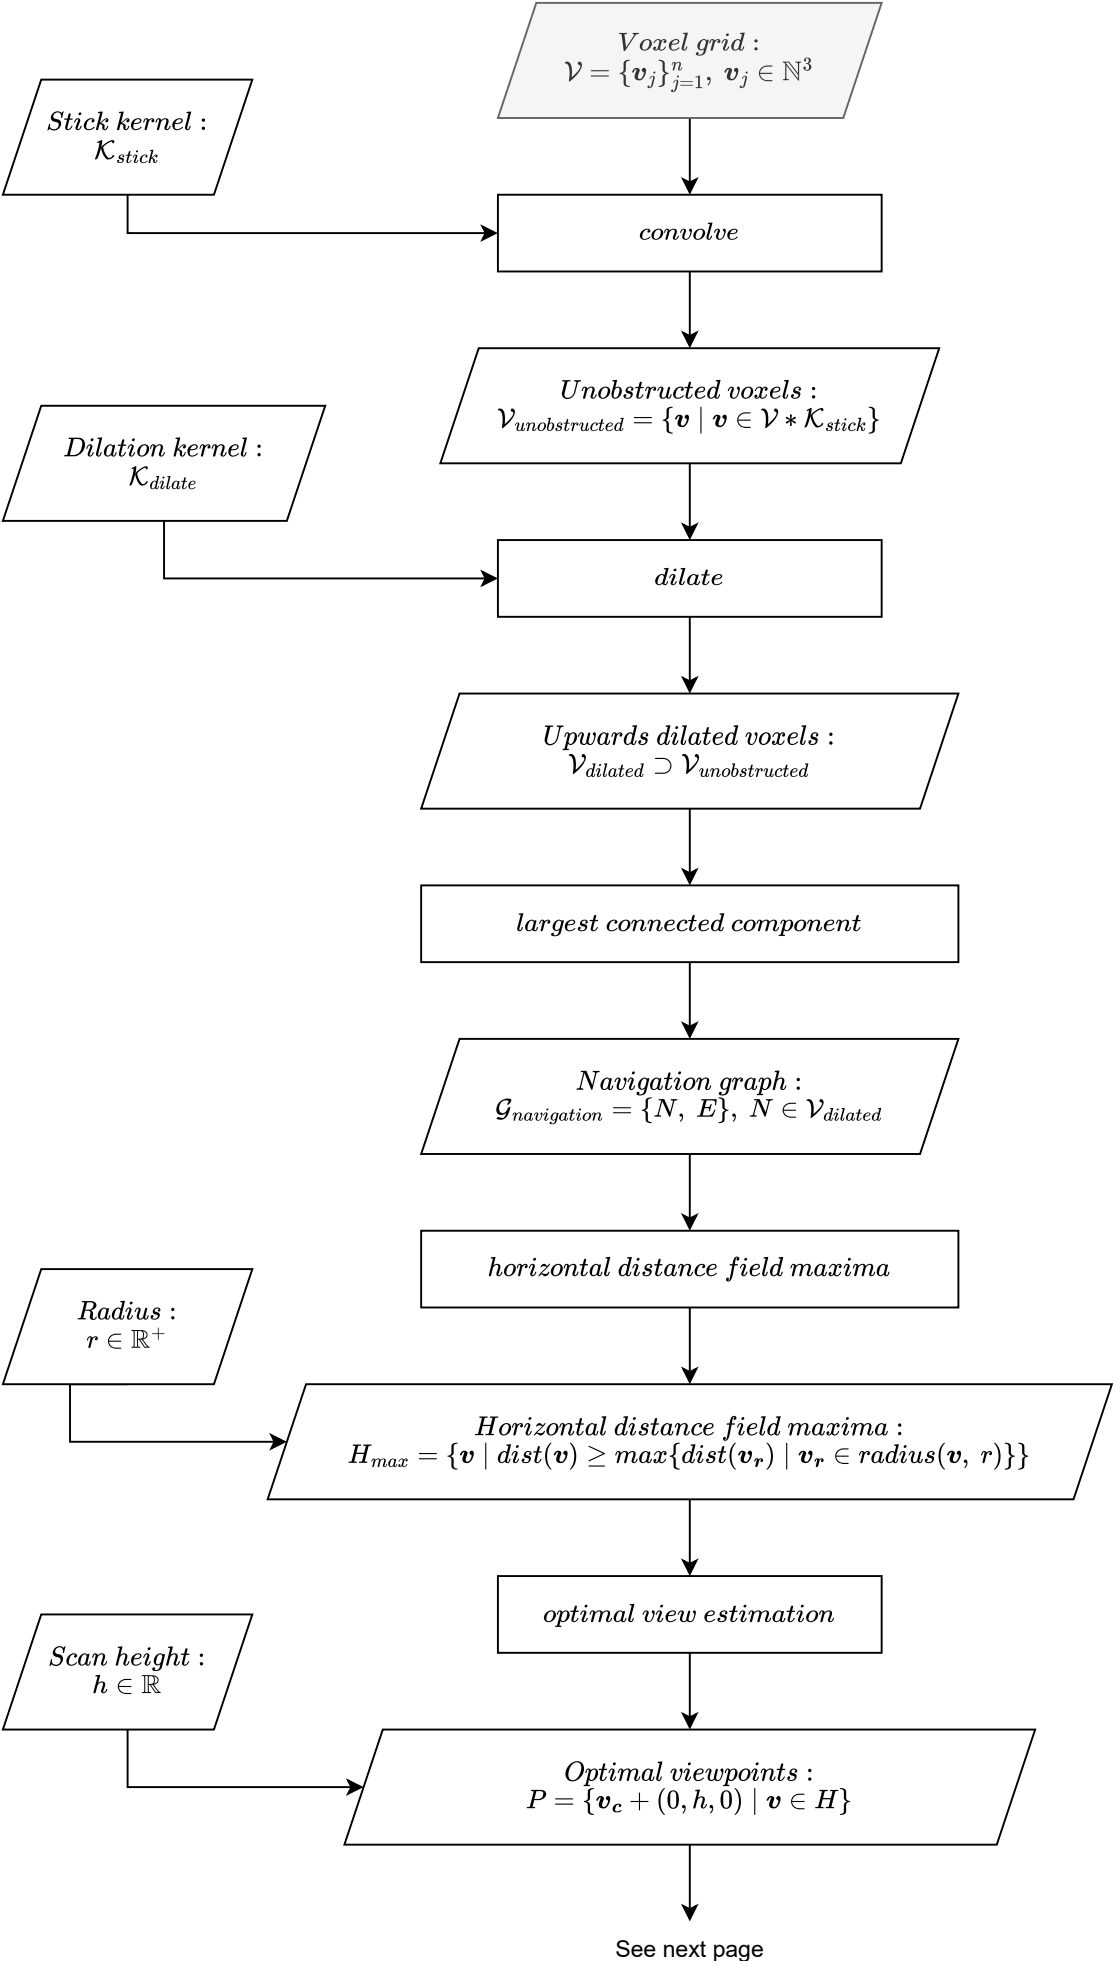 Voxel grid :
𝒱 = {𝒗ⱼ}ⁿⱼ₌₁, 𝒗ⱼ ∈ ℕ³
Stick kernel :
𝒦_stick
convolve
Unobstructed voxels :
𝒱_unobstructed = {𝒗 | 𝒗 ∈ 𝒱 * 𝒦_stick}
Dilation kernel :
𝒦_dilate
dilate
Upwards dilated voxels :
𝒱_dilated ⊃ 𝒱_unobstructed
largest connected component
Navigation graph :
𝒢_navigation = {N, E}, N ∈ 𝒱_dilated
horizontal distance field maxima
Radius :
r ∈ ℝ⁺
Horizontal distance field maxima :
H_max = {𝒗 | dist(𝒗) ≥ max{dist(𝒗_𝒓) | 𝒗_𝒓 ∈ radius(𝒗, r)}}
optimal view estimation
Scan height :
h ∈ ℝ
Optimal viewpoints :
P = {𝒗_𝒄 + (0, h, 0) | 𝒗 ∈ H}
See next page